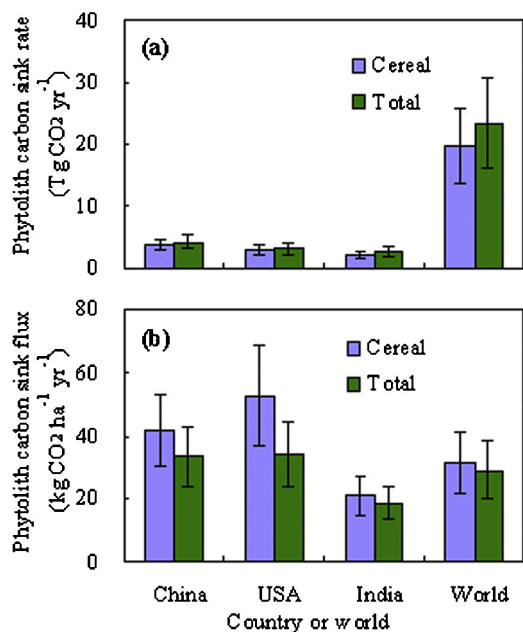 Phytolith carbon sink rate
(Tg CO2 yr-1)
(a)
Cereal
Total
40
30
20
10
0
Phytolith carbon sink flux
(kg CO2 ha-1 yr-1)
(b)
Cereal
Total
80
60
40
20
0
China USA India World
Country or world